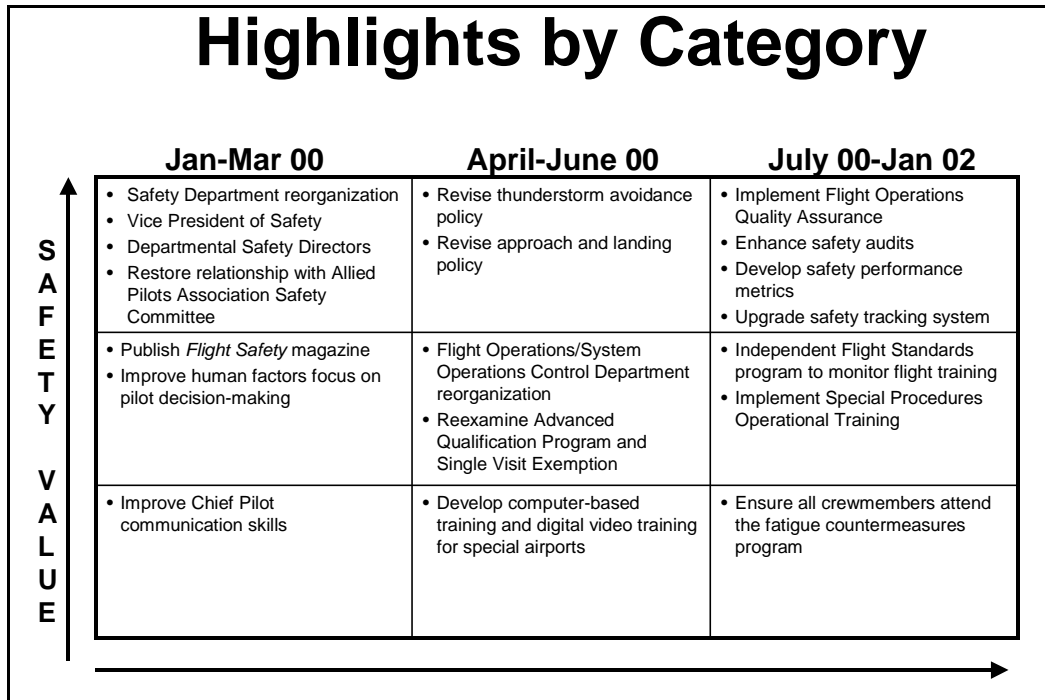 Highlights by Category
Jan-Mar 00
April-June 00
July 00-Jan 02
SAFETY VALUE
• Safety Department reorganization
• Vice President of Safety
• Departmental Safety Directors
• Restore relationship with Allied
Pilots Association Safety
Committee
• Revise thunderstorm avoidance
policy
• Revise approach and landing
policy
• Implement Flight Operations
Quality Assurance
• Enhance safety audits
• Develop safety performance
metrics
• Upgrade safety tracking system
• Publish Flight Safety magazine
• Improve human factors focus on
pilot decision-making
• Flight Operations/System
Operations Control Department
reorganization
• Reexamine Advanced
Qualification Program and
Single Visit Exemption
• Independent Flight Standards
program to monitor flight training
• Implement Special Procedures
Operational Training
• Improve Chief Pilot
communication skills
• Develop computer-based
training and digital video training
for special airports
• Ensure all crewmembers attend
the fatigue countermeasures
program